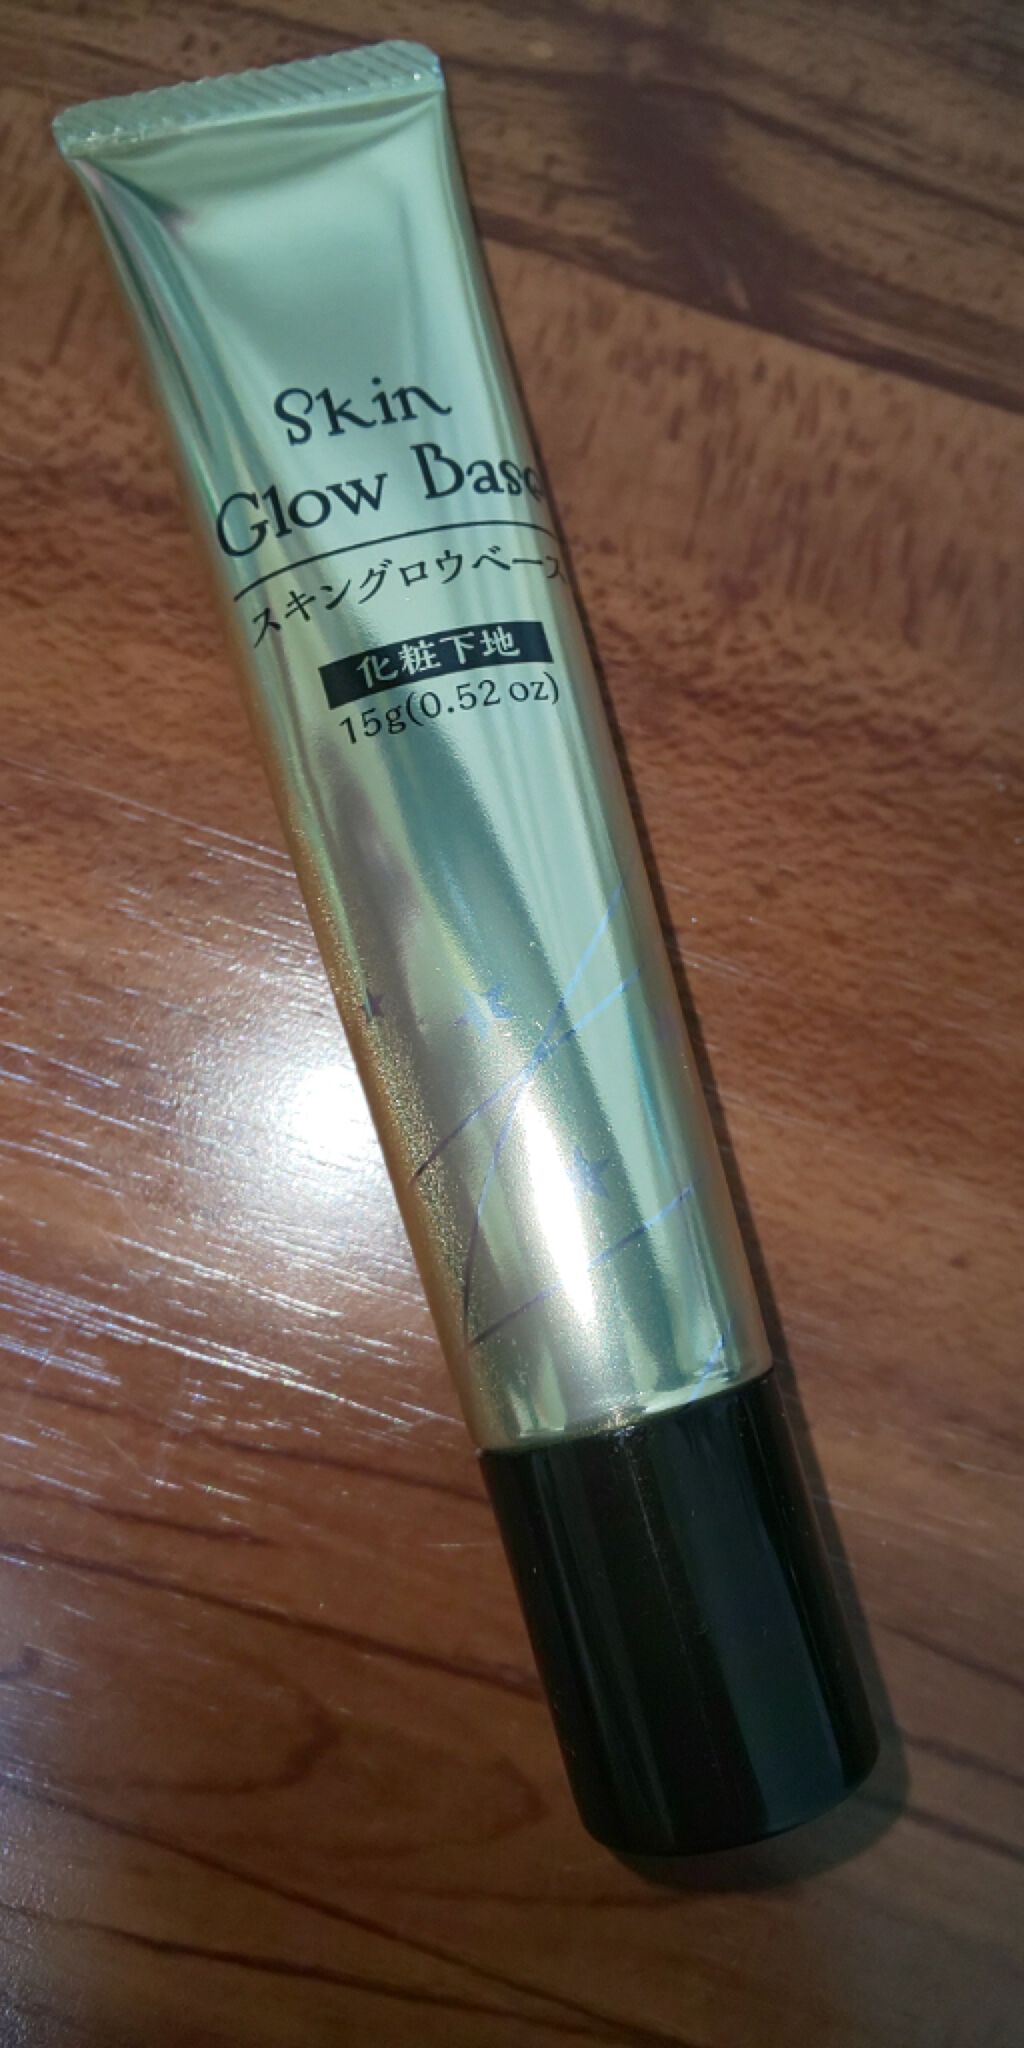 Skin
Glow Base
スキングロウベース
化粧下地
15g(0.52 oz)